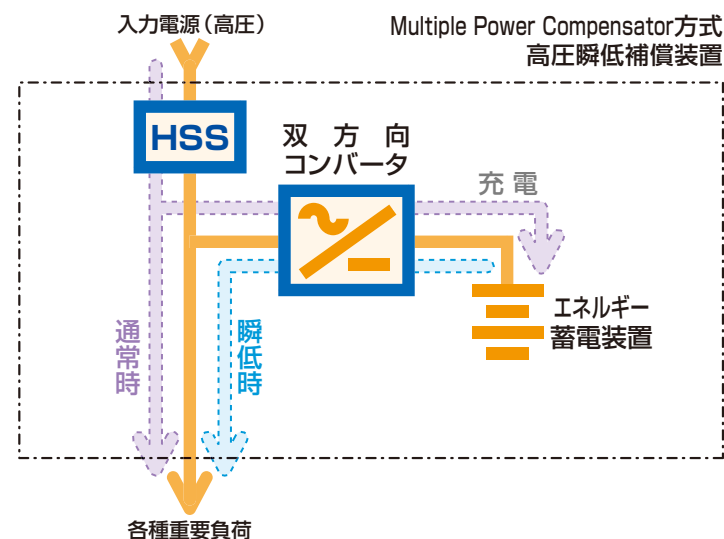 入力電源（高圧）
Multiple Power Compensator方式
高圧瞬低補償装置
HSS
双方向
コンバータ
充電
エネルギー
蓄電装置
通常時
瞬低時
各種重要負荷